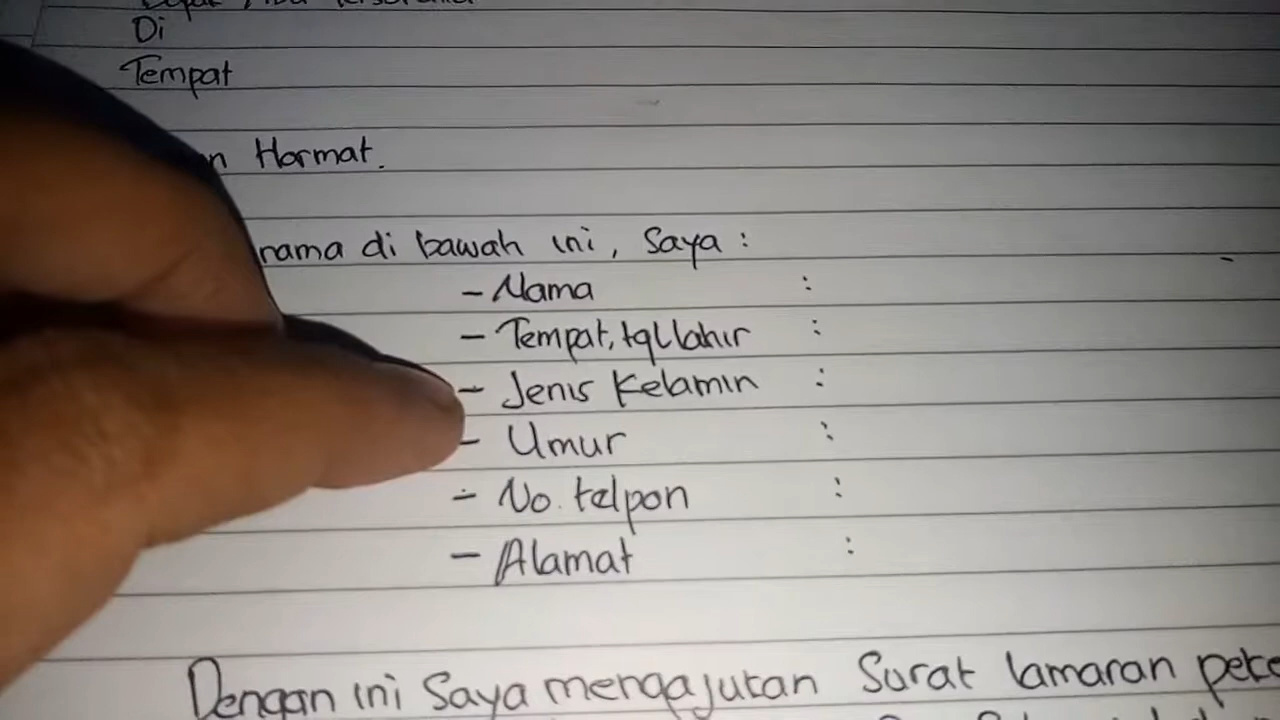 Di
Tempat
n Hormat.
nama di bawah ini, Saya :
- Nama :
- Tempat, tgl lahir :
- Jenis Kelamin :
- Umur :
- No. telpon :
- Alamat :
Dengan ini Saya mengajukan Surat lamaran peke